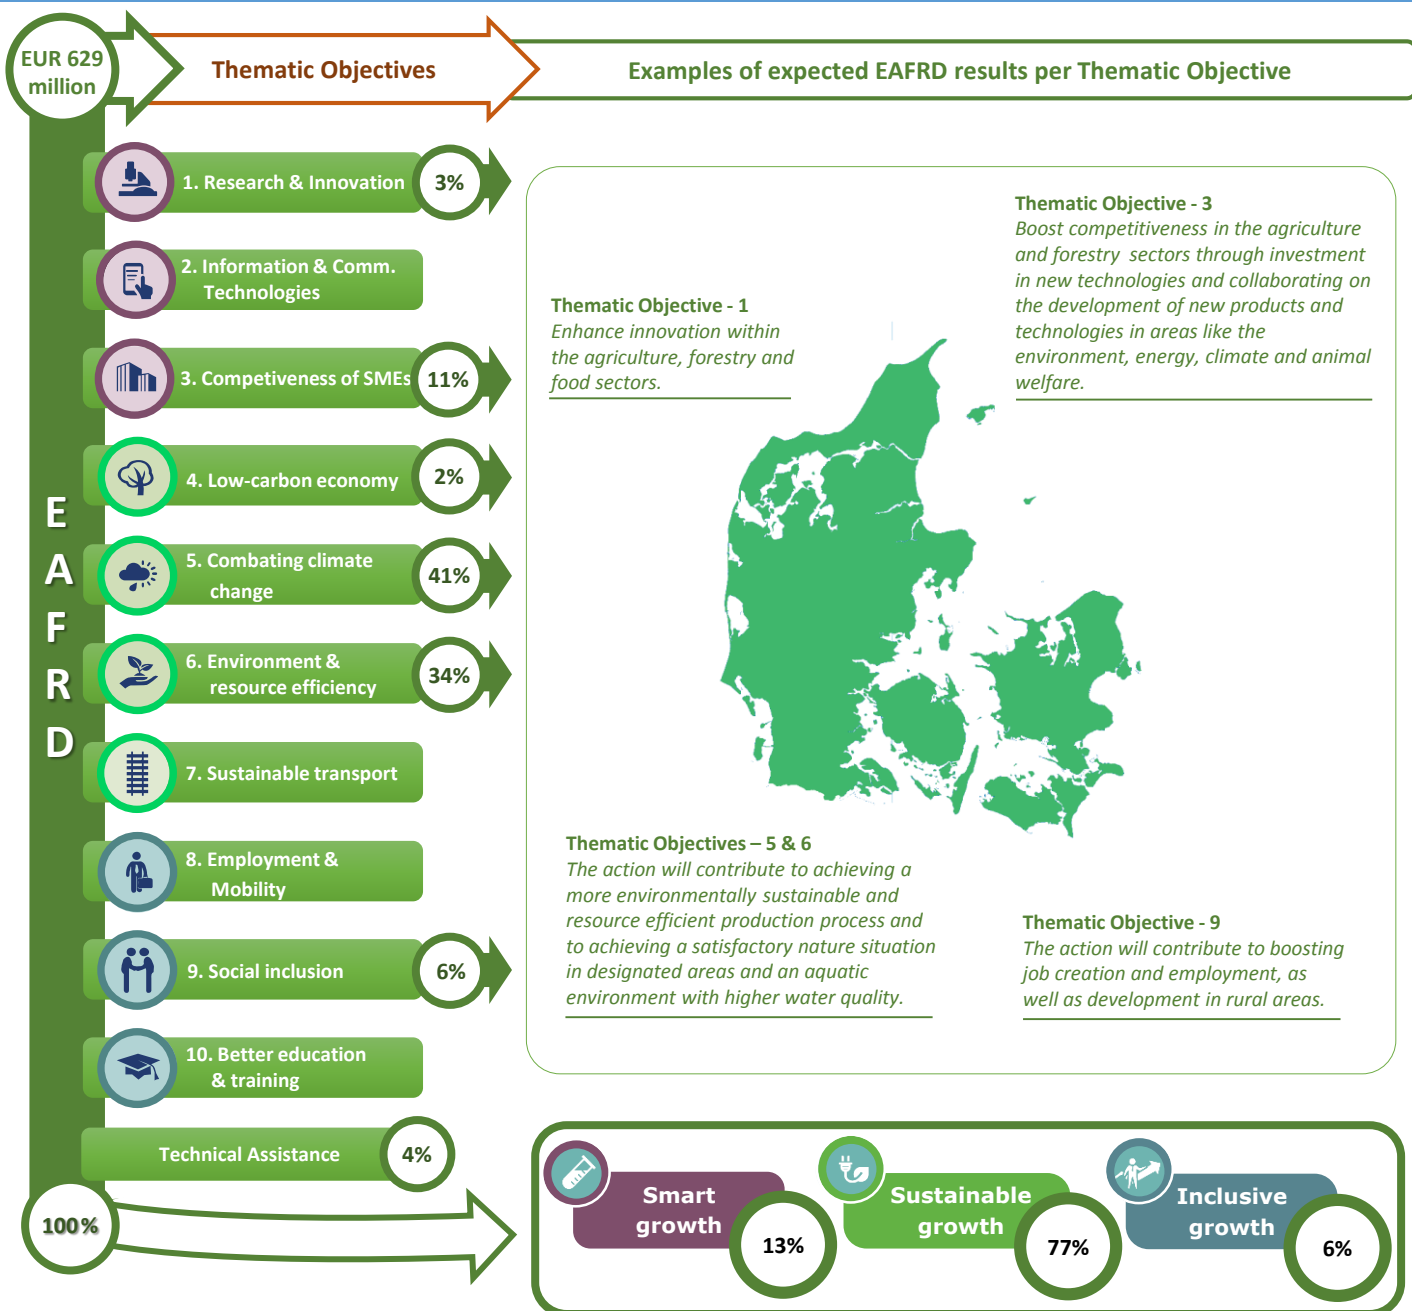 EUR 629
million
Thematic Objectives
Examples of expected EAFRD results per Thematic Objective
E
A
F
R
D
1. Research & Innovation
3%
2. Information & Comm.
Technologies
3. Competiveness of SMEs
11%
4. Low-carbon economy
2%
5. Combating climate
change
41%
6. Environment &
resource efficiency
34%
7. Sustainable transport
8. Employment &
Mobility
9. Social inclusion
6%
10. Better education
& training
Technical Assistance
4%
100%
Thematic Objective - 1
Enhance innovation within
the agriculture, forestry and
food sectors.
Thematic Objective - 3
Boost competitiveness in the agriculture
and forestry sectors through investment
in new technologies and collaborating on
the development of new products and
technologies in areas like the
environment, energy, climate and animal
welfare.
Thematic Objectives – 5 & 6
The action will contribute to achieving a
more environmentally sustainable and
resource efficient production process and
to achieving a satisfactory nature situation
in designated areas and an aquatic
environment with higher water quality.
Thematic Objective - 9
The action will contribute to boosting
job creation and employment, as
well as development in rural areas.
Smart
growth
13%
Sustainable
growth
77%
Inclusive
growth
6%